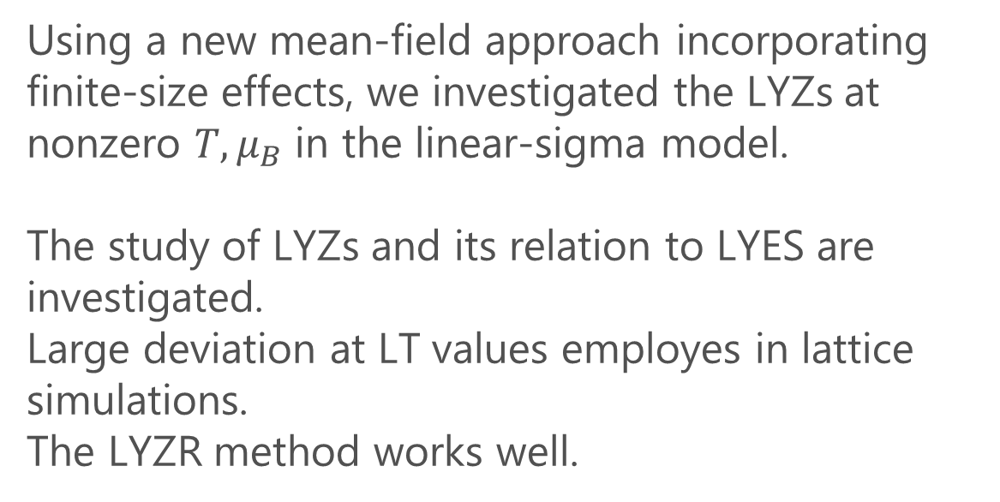 Using a new mean-field approach incorporating
finite-size effects, we investigated the LYZs at
nonzero T, μ_B in the linear-sigma model.
The study of LYZs and its relation to LYES are
investigated.
Large deviation at LT values employes in lattice
simulations.
The LYZR method works well.